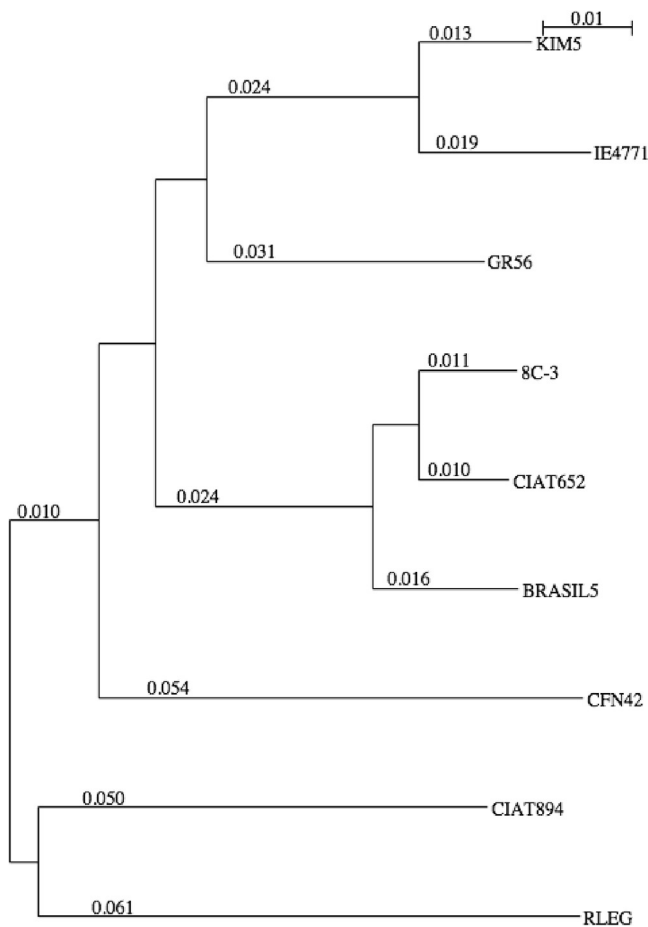 0.01
0.013
KIM5
0.024
0.019
IE4771
0.031
GR56
0.011
8C-3
0.010
CIAT652
0.024
0.010
0.016
BRASIL5
0.054
CFN42
0.050
CIAT894
0.061
RLEG